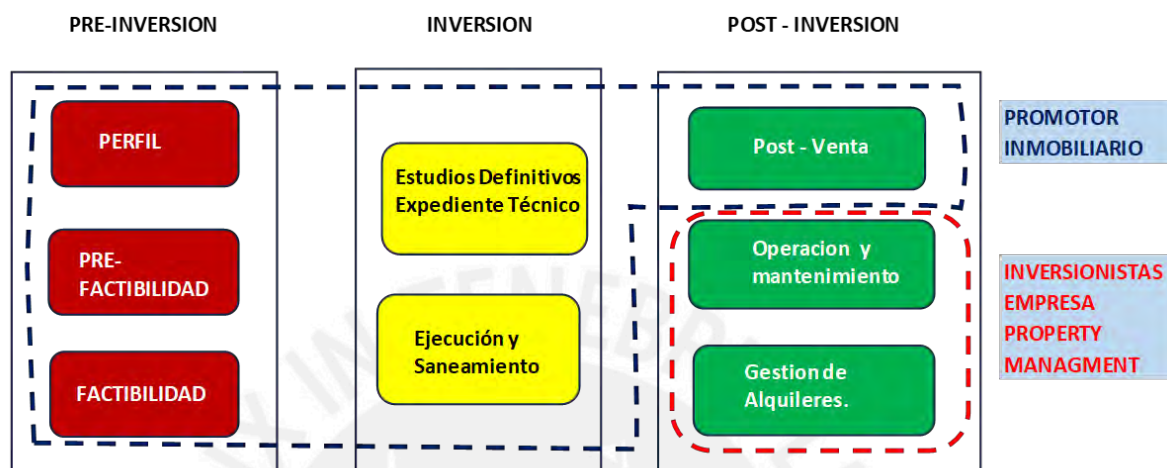 PRE-INVERSION
INVERSION
POST - INVERSION
PERFIL
PRE-
FACTIBILIDAD
FACTIBILIDAD
Estudios Definitivos
Expediente Técnico
Ejecución y
Saneamiento
Post - Venta
Operacion y
mantenimiento
Gestion de
Alquileres.
PROMOTOR
INMOBILIARIO
INVERSIONISTAS
EMPRESA
PROPERTY
MANAGMENT